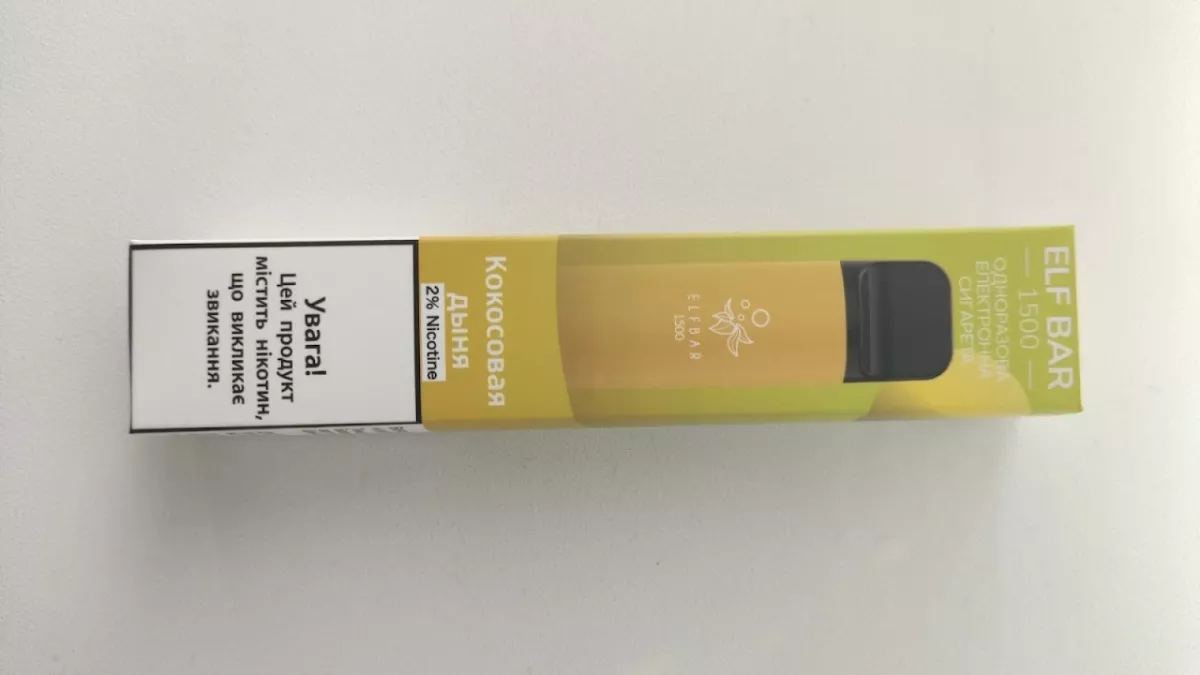 ELF BAR
1500
ОДНОРАЗОВА
ЕЛЕКТРОННА
СИГАРЕТА
ELFBAR
1500
Кокосовая
дыня
2% Nicotine
Увага!
Цей продукт
містить нікотин,
що викликає
звикання.